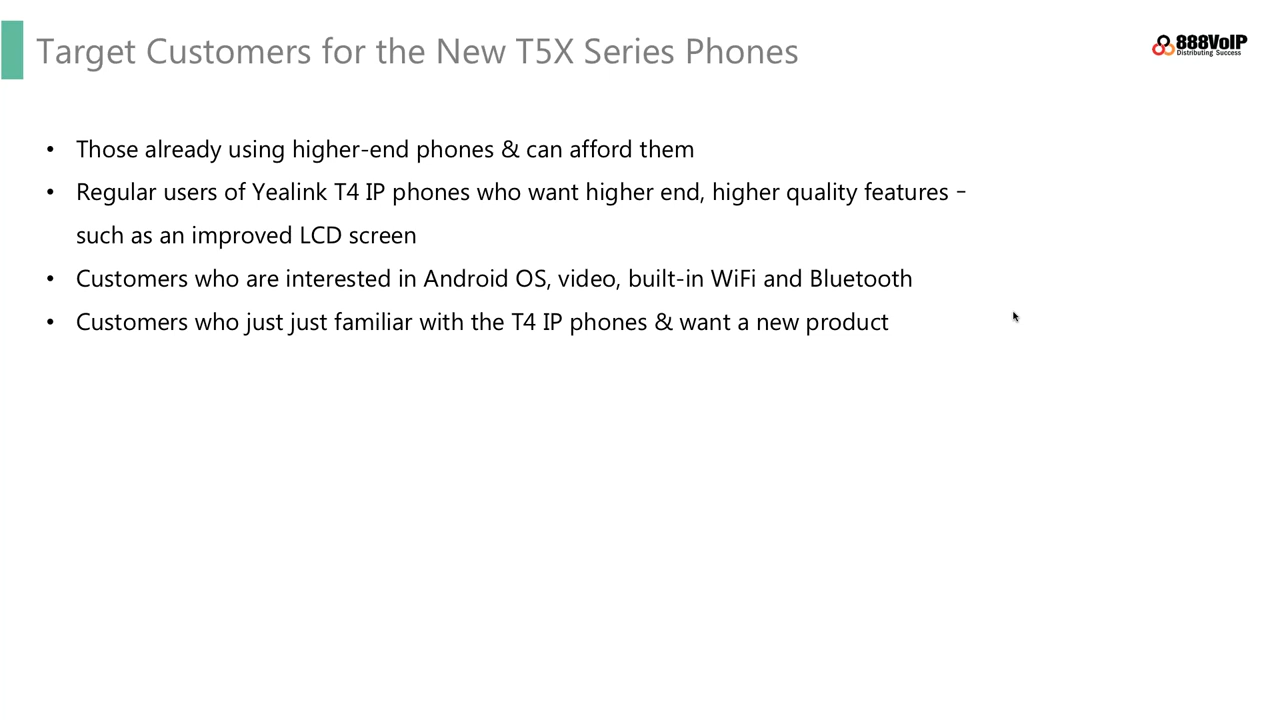 Target Customers for the New T5X Series Phones
888VoIP
Distributing Success
• Those already using higher-end phones & can afford them
• Regular users of Yealink T4 IP phones who want higher end, higher quality features –
such as an improved LCD screen
• Customers who are interested in Android OS, video, built-in WiFi and Bluetooth
• Customers who just just familiar with the T4 IP phones & want a new product